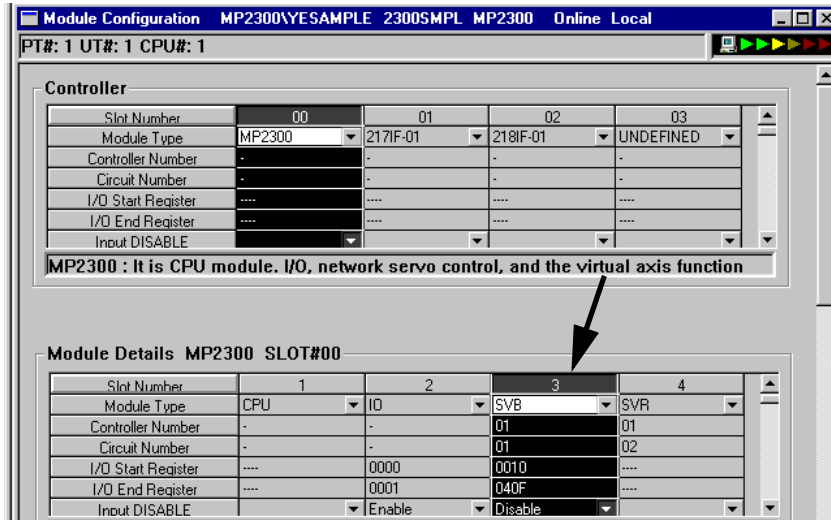 Module Configuration MP2300\YESAMPLE 2300SMPL MP2300 Online Local
PT#: 1 UT#: 1 CPU#: 1
Controller
Slot Number 00 01 02 03
Module Type MP2300 217IF-01 218IF-01 UNDEFINED
Controller Number - - - -
Circuit Number - - - -
I/O Start Register ---- ---- ---- ----
I/O End Register ---- ---- ---- ----
Input DISABLE
MP2300 : It is CPU module. I/O, network servo control, and the virtual axis function
Module Details MP2300 SLOT#00
Slot Number 1 2 3 4
Module Type CPU IO SVB SVR
Controller Number - - 01 01
Circuit Number - - 01 02
I/O Start Register ---- 0000 0010 ----
I/O End Register ---- 0001 040F ----
Input DISABLE Enable Disable